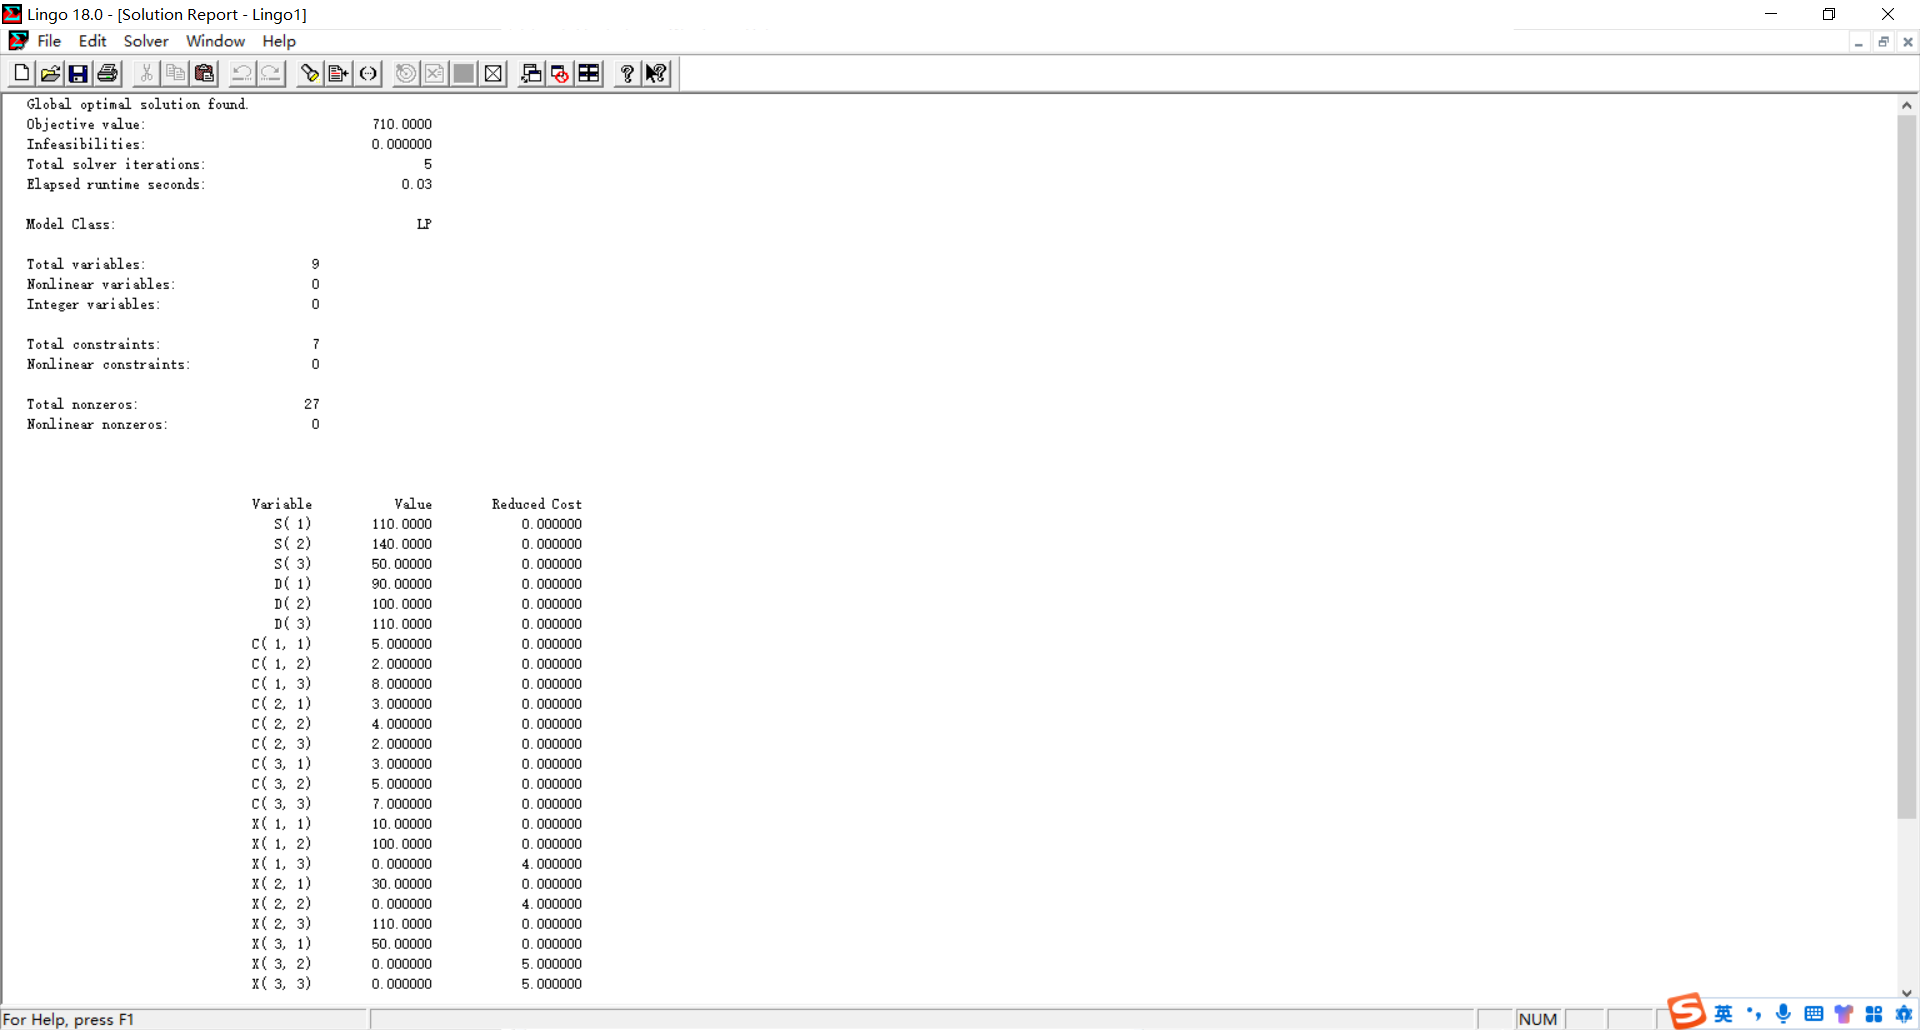 Lingo 18.0 - [Solution Report - Lingo1]
File Edit Solver Window Help
Global optimal solution found.
Objective value: 710.0000
Infeasibilities: 0.000000
Total solver iterations: 5
Elapsed runtime seconds: 0.03
Model Class: LP
Total variables: 9
Nonlinear variables: 0
Integer variables: 0
Total constraints: 7
Nonlinear constraints: 0
Total nonzeros: 27
Nonlinear nonzeros: 0
Variable Value Reduced Cost
S( 1) 110.0000 0.000000
S( 2) 140.0000 0.000000
S( 3) 50.00000 0.000000
D( 1) 90.00000 0.000000
D( 2) 100.0000 0.000000
D( 3) 110.0000 0.000000
C( 1, 1) 5.000000 0.000000
C( 1, 2) 2.000000 0.000000
C( 1, 3) 8.000000 0.000000
C( 2, 1) 3.000000 0.000000
C( 2, 2) 4.000000 0.000000
C( 2, 3) 2.000000 0.000000
C( 3, 1) 3.000000 0.000000
C( 3, 2) 5.000000 0.000000
C( 3, 3) 7.000000 0.000000
X( 1, 1) 10.00000 0.000000
X( 1, 2) 100.0000 0.000000
X( 1, 3) 0.000000 4.000000
X( 2, 1) 30.00000 0.000000
X( 2, 2) 0.000000 4.000000
X( 2, 3) 110.0000 0.000000
X( 3, 1) 50.00000 0.000000
X( 3, 2) 0.000000 5.000000
X( 3, 3) 0.000000 5.000000
For Help, press F1
NUM
英